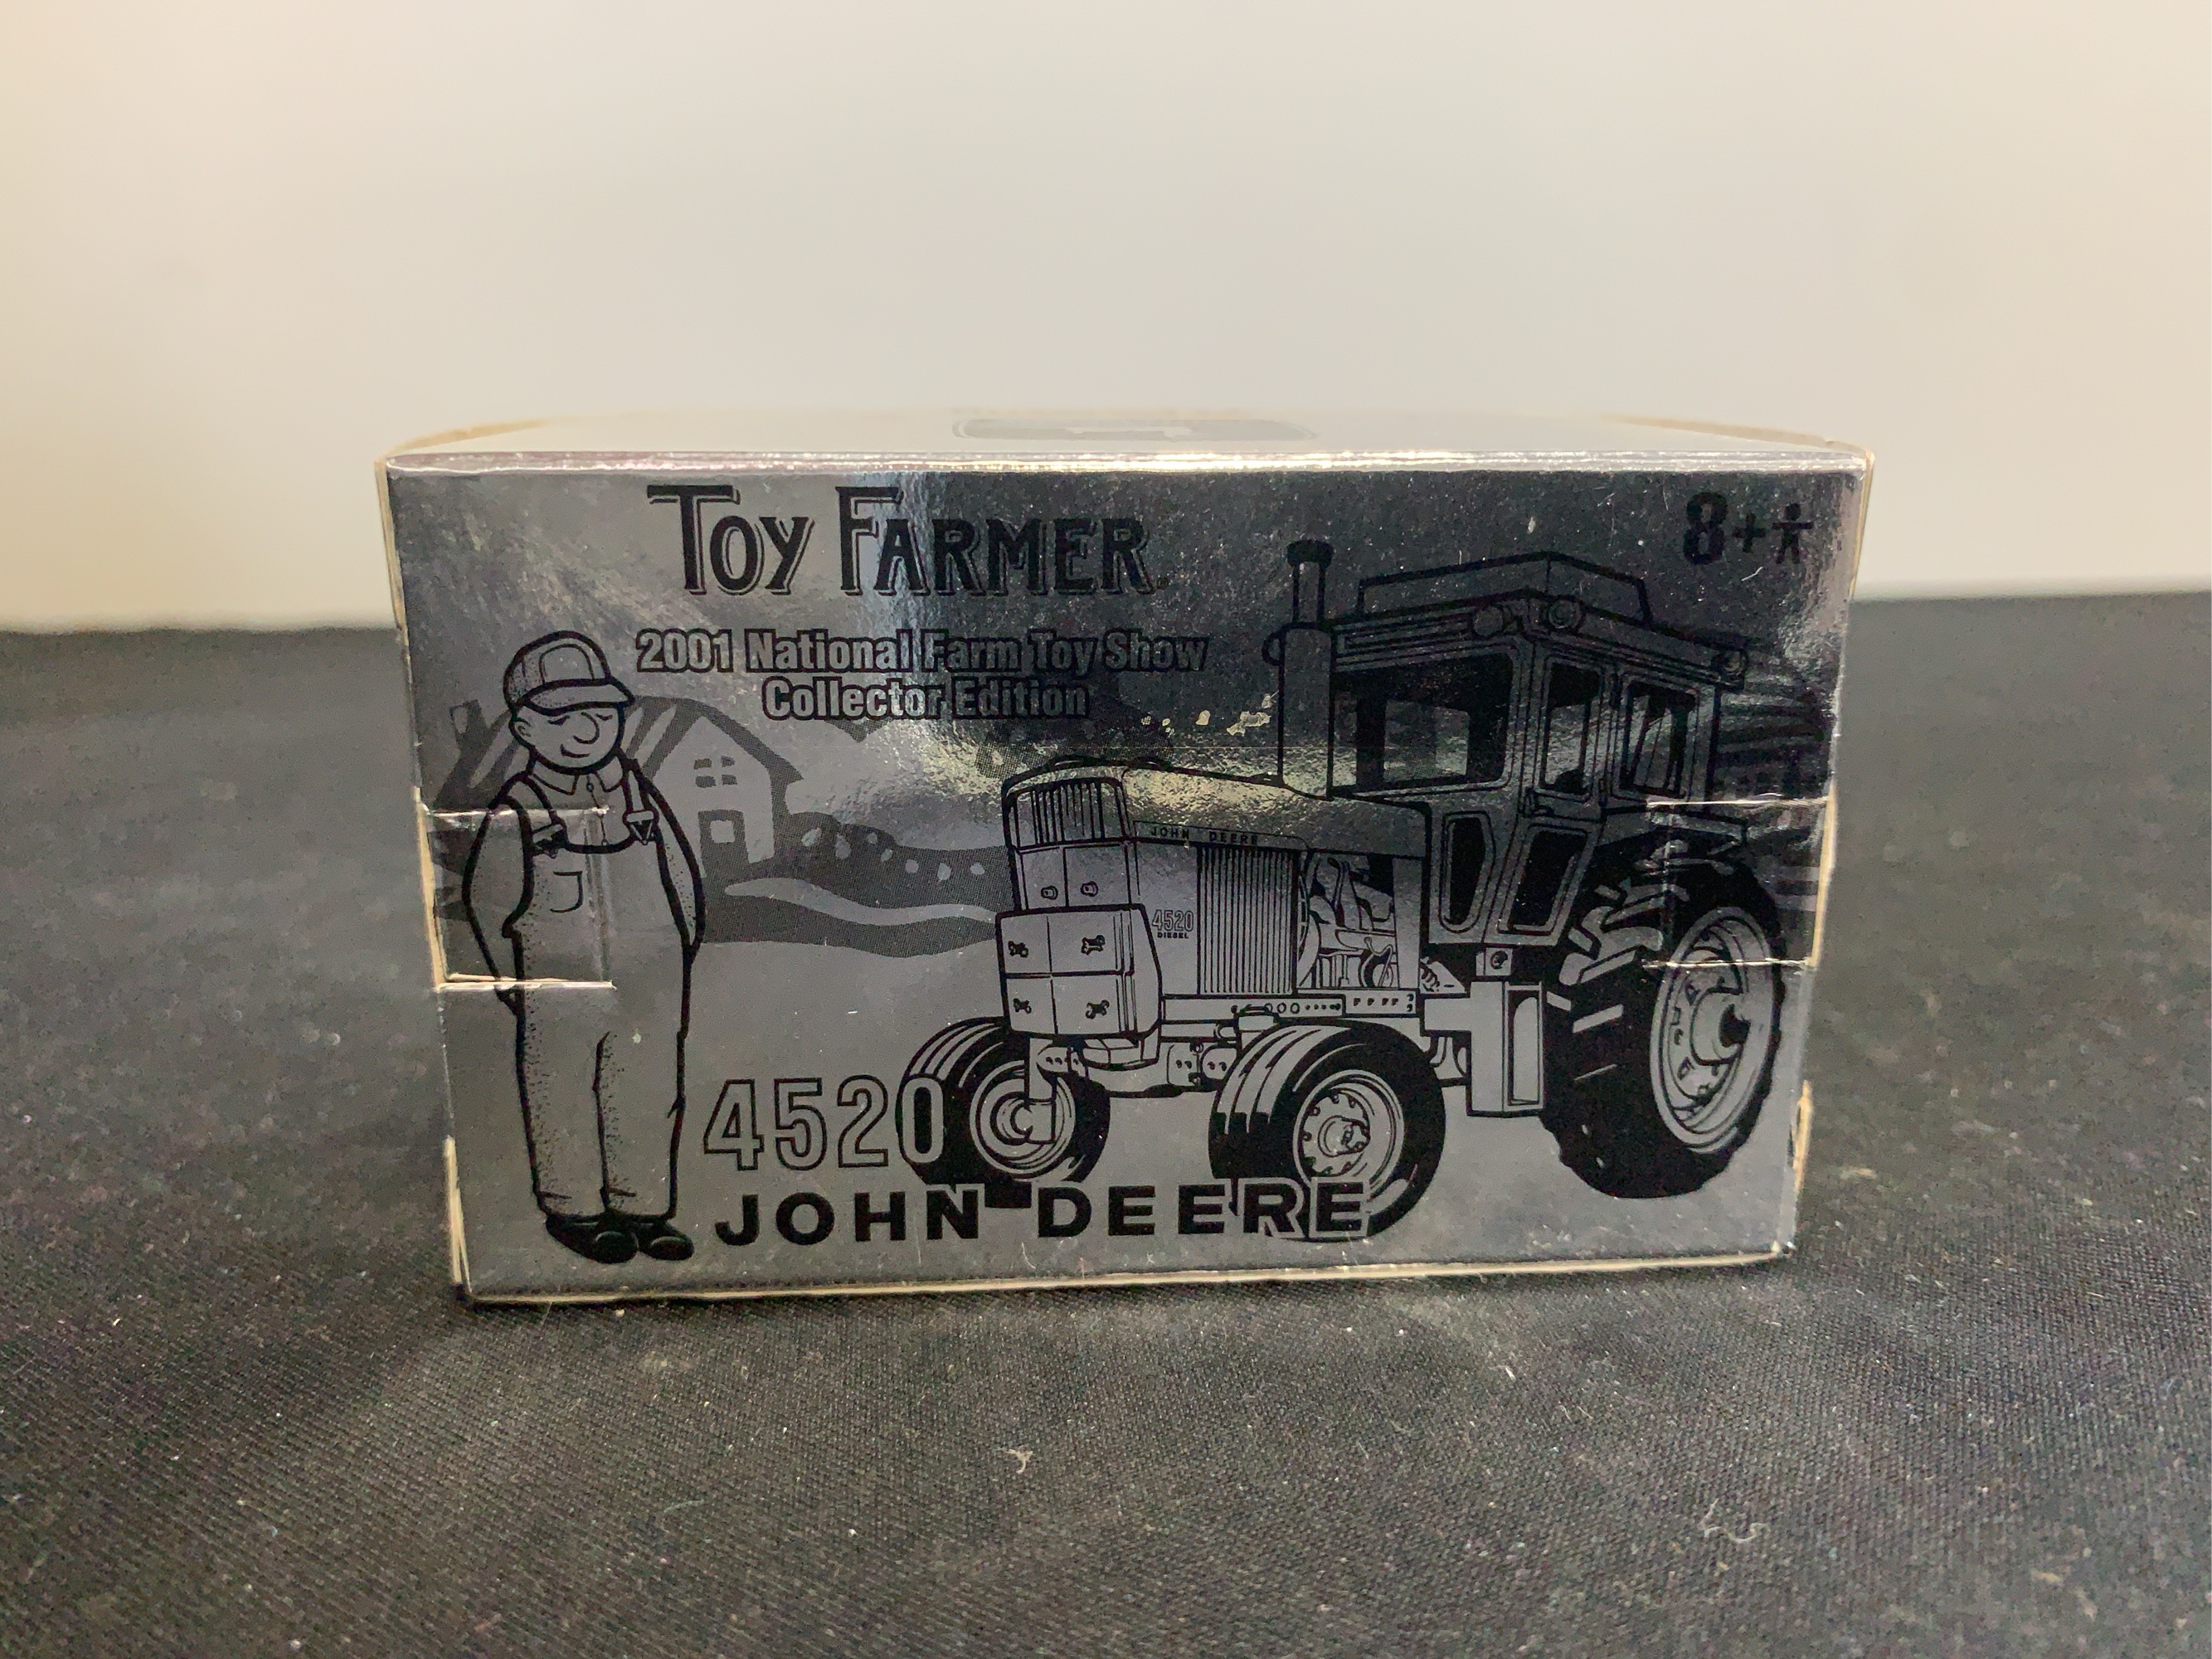 TOY FARMER
8+
2001 National Farm Toy Show
Collector Edition
JOHN DEERE
4520
DIESEL
4520
JOHN DEERE